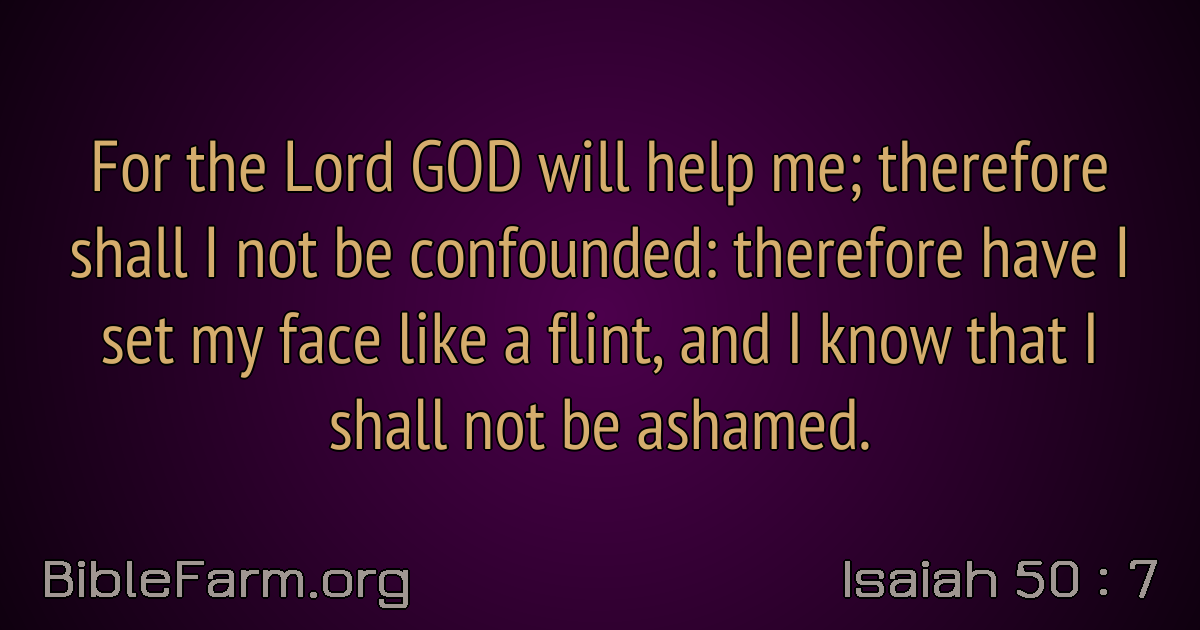 For the Lord GOD will help me; therefore
shall I not be confounded: therefore have I
set my face like a flint, and I know that I
shall not be ashamed.
BibleFarm.org
Isaiah 50 : 7